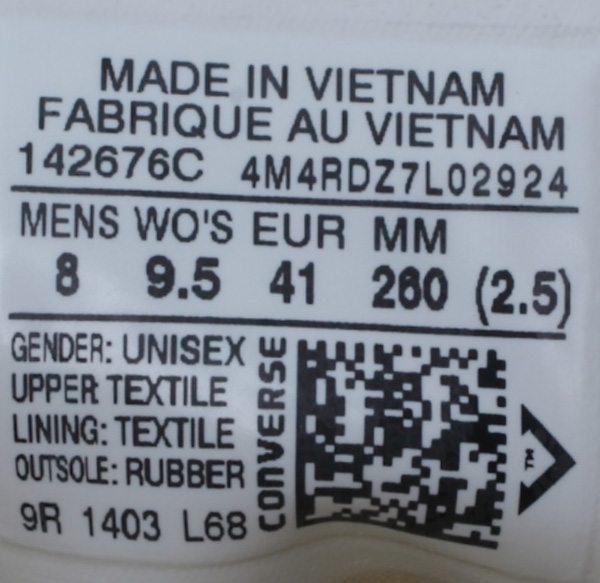 MADE IN VIETNAM
FABRIQUE AU VIETNAM
142676C 4M4RDZ7L02924
MENS WO'S EUR MM
8 9.5 41 260 (2.5)
GENDER: UNISEX
UPPER TEXTILE
LINING: TEXTILE
OUTSOLE: RUBBER
9R 1403 L68
CONVERSE
TM